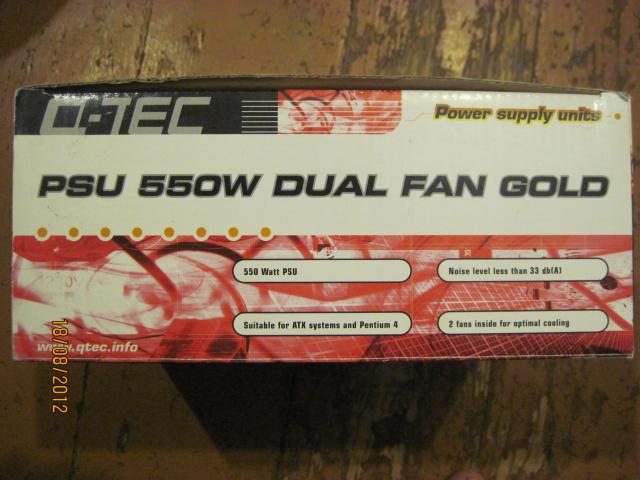 Q-TEC
Power supply units
PSU 550W DUAL FAN GOLD
550 Watt PSU
Noise level less than 33 db(A)
Suitable for ATX systems and Pentium 4
2 fans inside for optimal cooling
www.qtec.info
18/08/2012